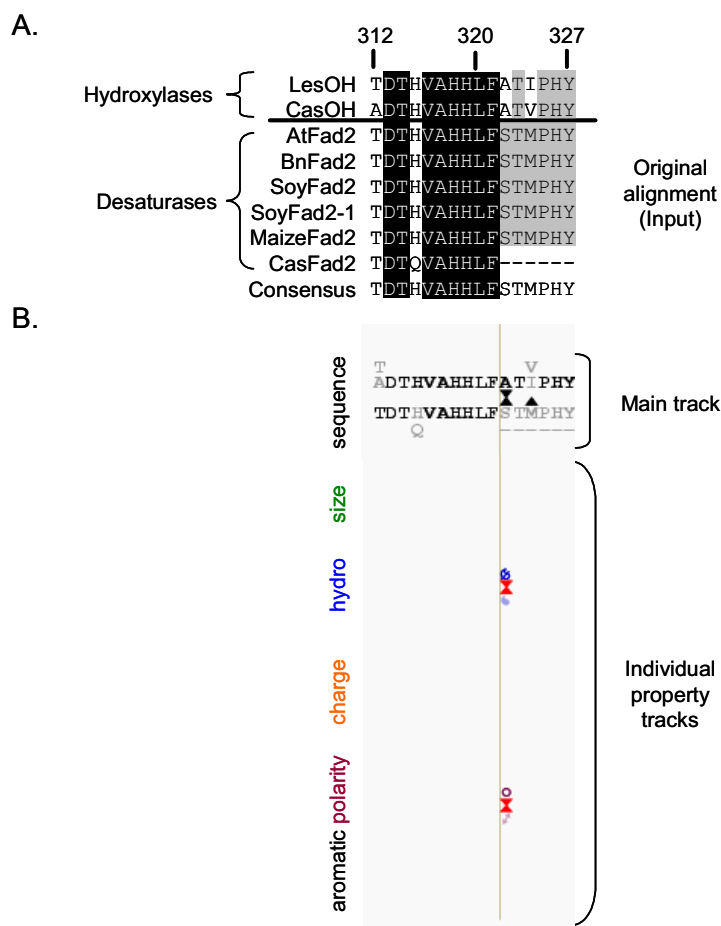 A.
312 320 327
Hydroxylases
LesOH TDTHVAHHLFATIPHY
CasOH ADTHVAHHLFATVPHY
Desaturases
AtFad2 TDTHVAHHLFSTMPHY
BnFad2 TDTHVAHHLFSTMPHY
SoyFad2 TDTHVAHHLFSTMPHY
SoyFad2-1 TDTHVAHHLFSTMPHY
MaizeFad2 TDTHVAHHLFSTMPHY
CasFad2 TDTQVAHHLF------
Consensus TDTHVAHHLFSTMPHY
Original
alignment
(Input)
B.
sequence
T V
ADTHVAHHLFATIPHY
TDTHVAHHLFSTMPHY
Q ------
Main track
size
hydro
charge
polarity
aromatic
Individual
property
tracks